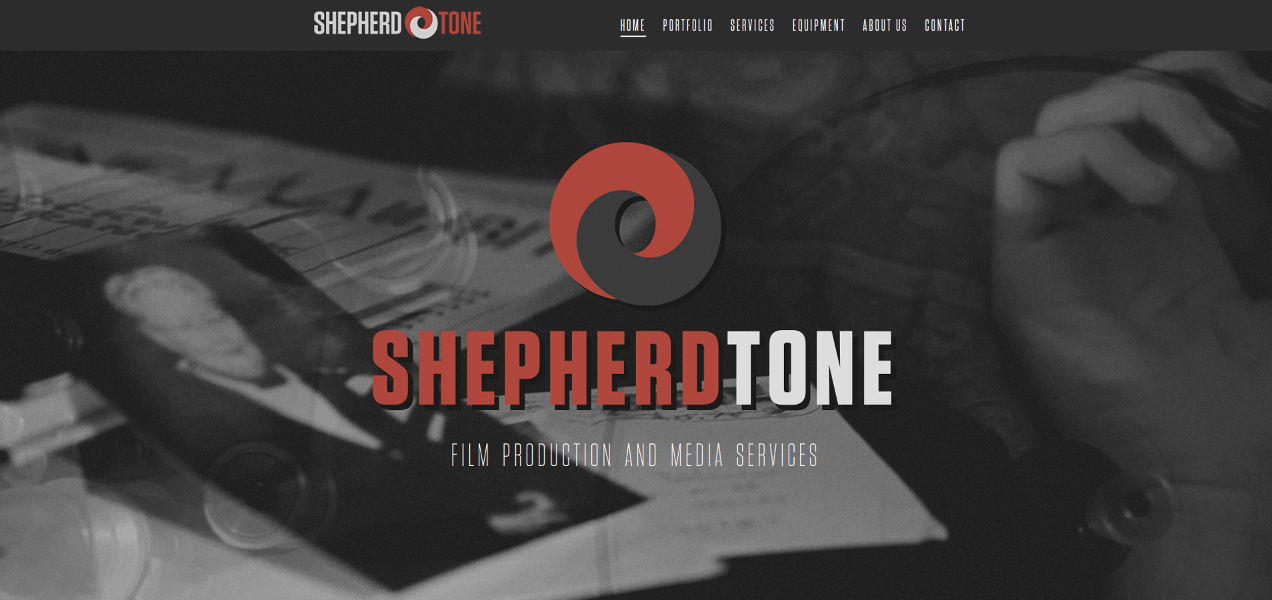 SHEPHERD TONE
HOME PORTFOLIO SERVICES EQUIPMENT ABOUT US CONTACT
SHEPHERDTONE
FILM PRODUCTION AND MEDIA SERVICES